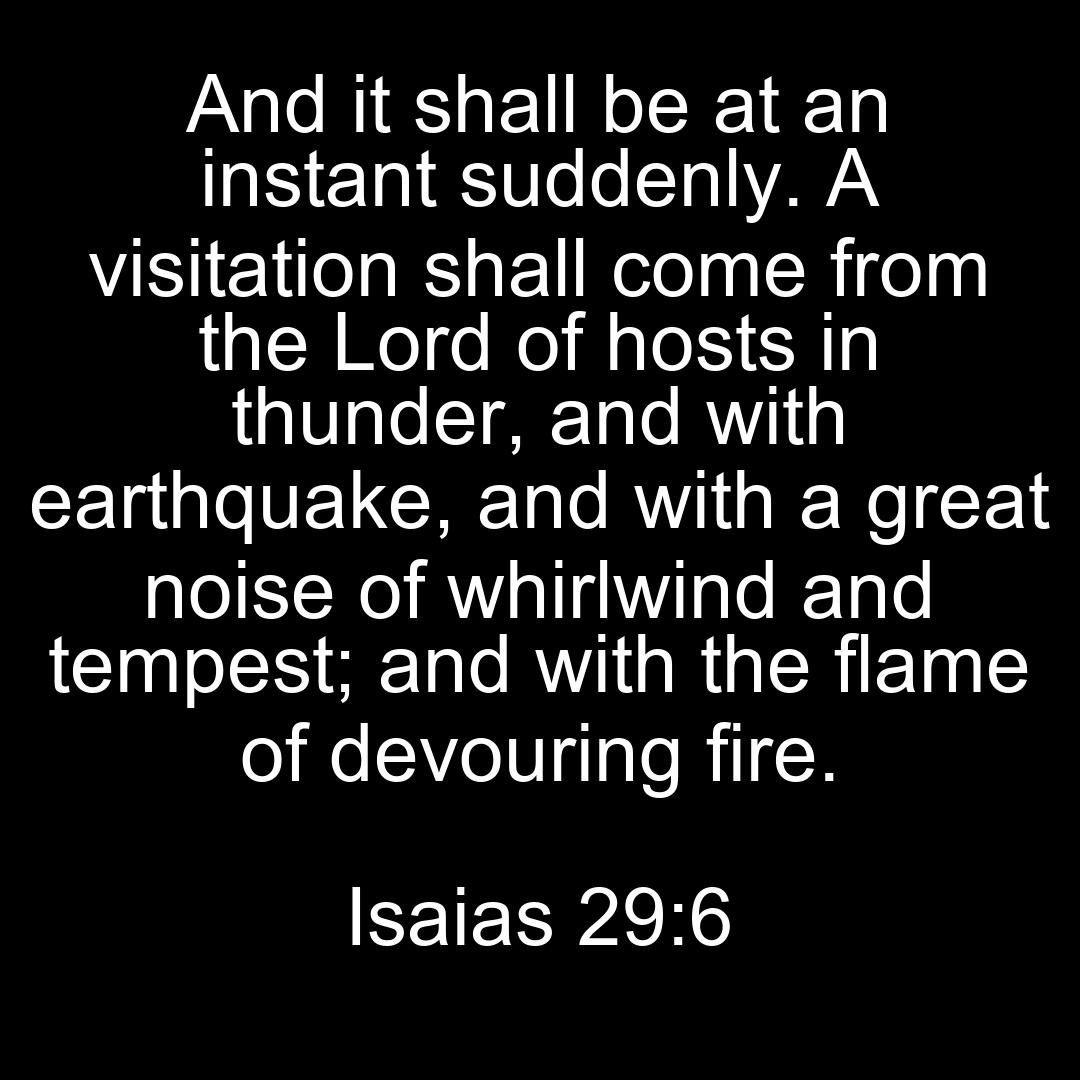 And it shall be at an
instant suddenly. A
visitation shall come from
the Lord of hosts in
thunder, and with
earthquake, and with a great
noise of whirlwind and
tempest; and with the flame
of devouring fire.
Isaias 29:6